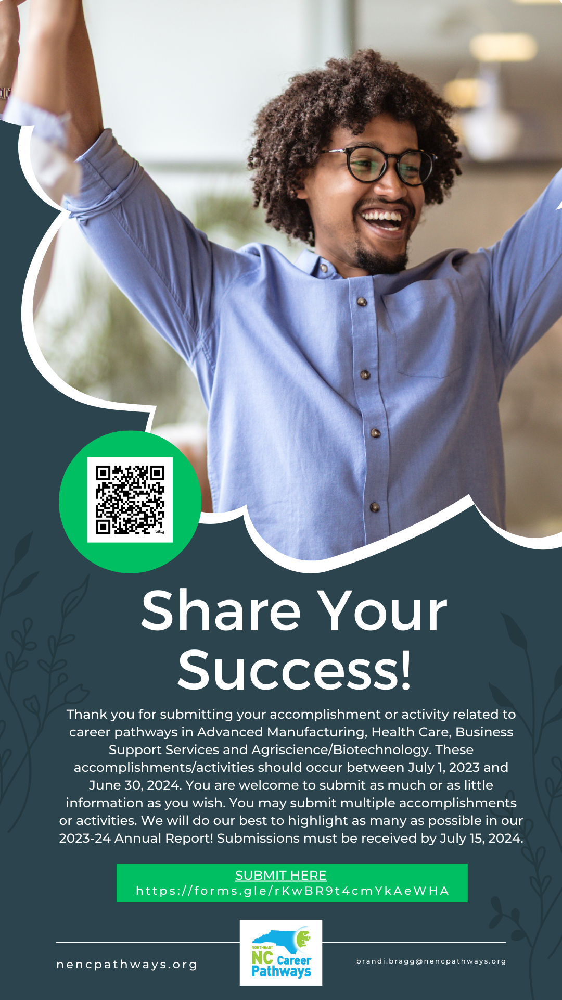 bitly
Share Your
Success!
Thank you for submitting your accomplishment or activity related to
career pathways in Advanced Manufacturing, Health Care, Business
Support Services and Agriscience/Biotechnology. These
accomplishments/activities should occur between July 1, 2023 and
June 30, 2024. You are welcome to submit as much or as little
information as you wish. You may submit multiple accomplishments
or activities. We will do our best to highlight as many as possible in our
2023-24 Annual Report! Submissions must be received by July 15, 2024.
SUBMIT HERE
https://forms.gle/rKwBR9t4cmYkAeWHA
NORTHEAST
NC Career
Pathways
nencpathways.org
brandi.bragg@nencpathways.org